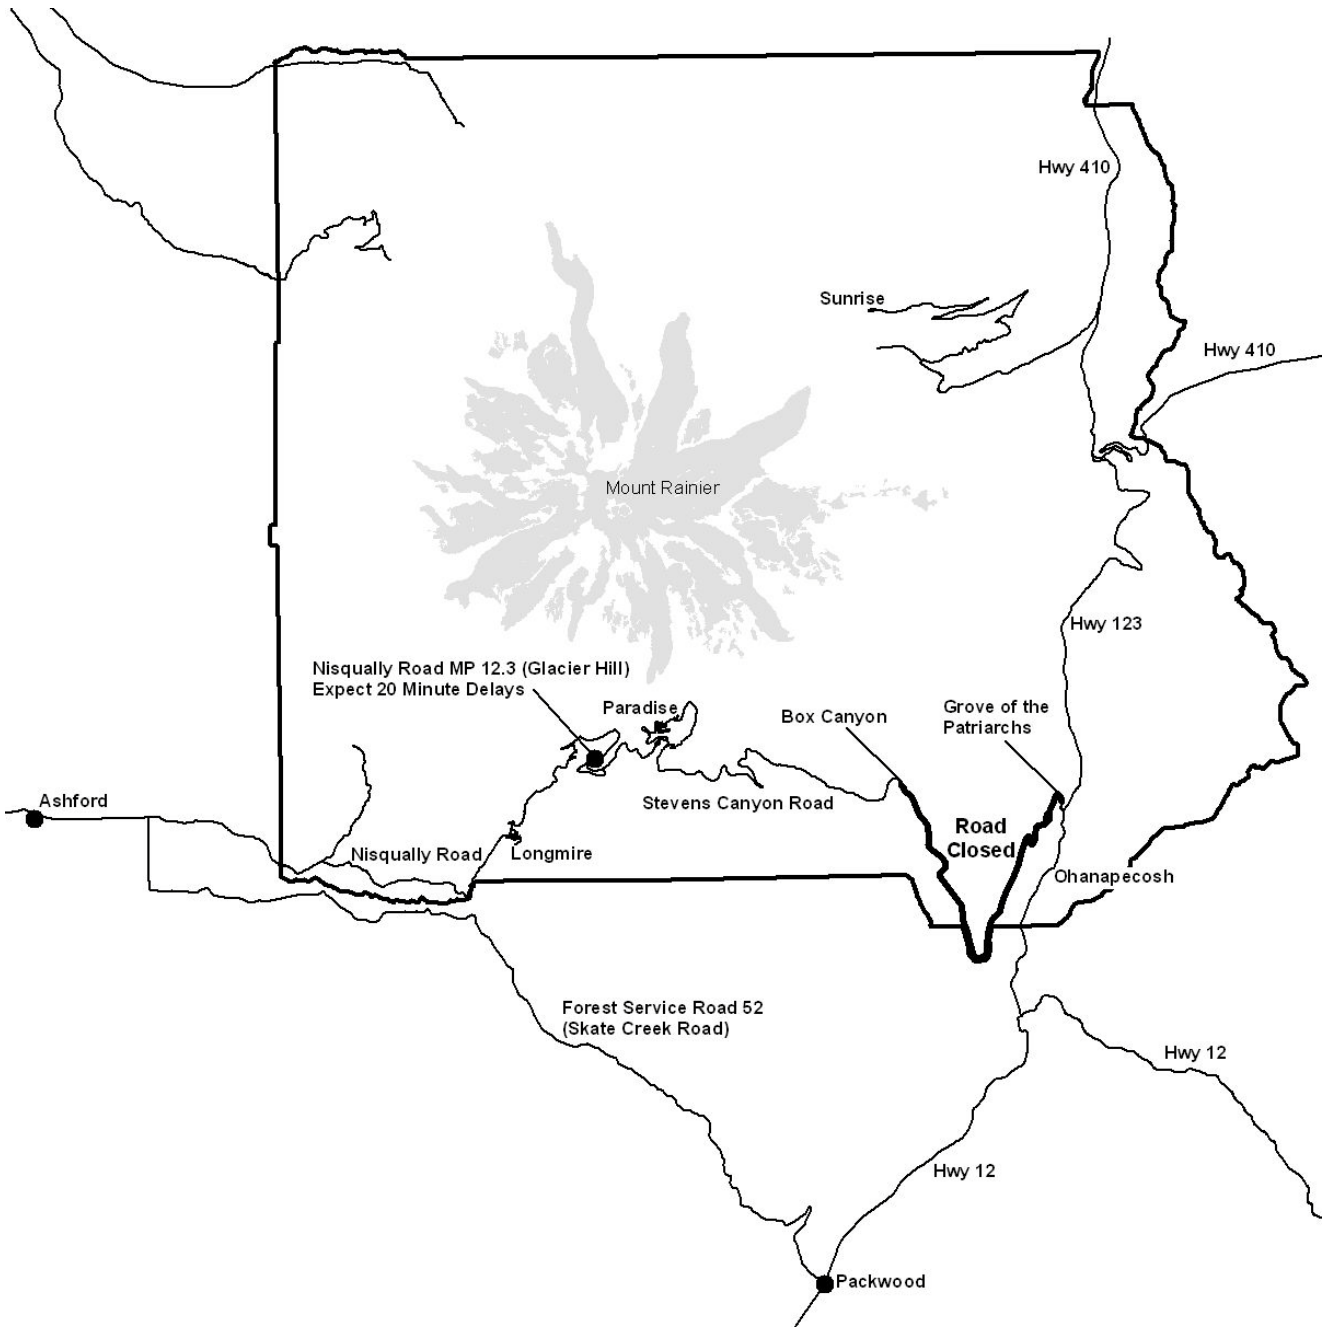 Hwy 410
Sunrise
Hwy 410
Mount Rainier
Hwy 123
Nisqually Road MP 12.3 (Glacier Hill)
Expect 20 Minute Delays
Paradise
Box Canyon
Grove of the
Patriarchs
Ashford
Stevens Canyon Road
Road
Closed
Nisqually Road
Longmire
Ohanapecosh
Forest Service Road 52
(Skate Creek Road)
Hwy 12
Hwy 12
Packwood